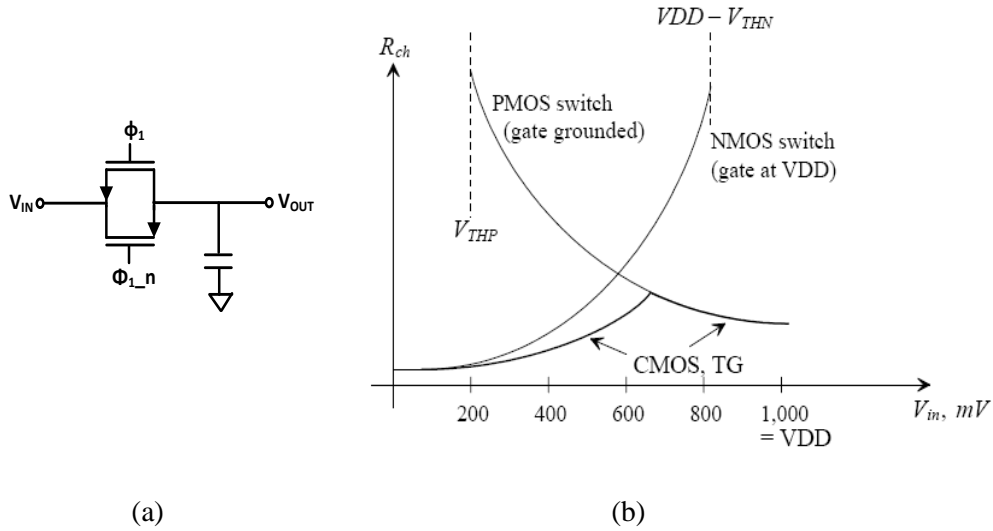 Φ1
VIN
VOUT
Φ1_n
(a)
VDD − VTHN
Rch
PMOS switch
(gate grounded)
NMOS switch
(gate at VDD)
VTHP
CMOS, TG
200
400
600
800
1,000
= VDD
Vin, mV
(b)